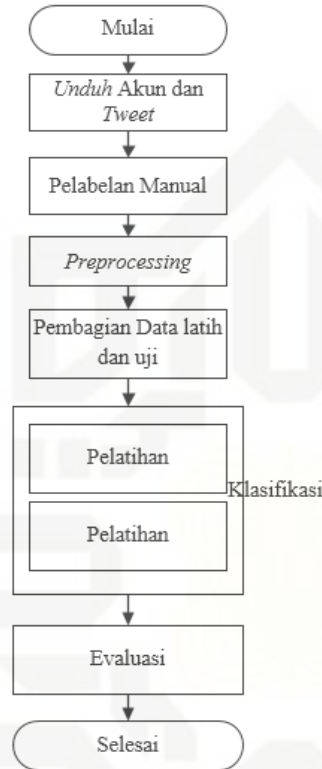 Mulai
Unduh Akun dan
Tweet
Pelabelan Manual
Preprocessing
Pembagian Data latih
dan uji
Pelatihan
Klasifikasi
Pelatihan
Evaluasi
Selesai